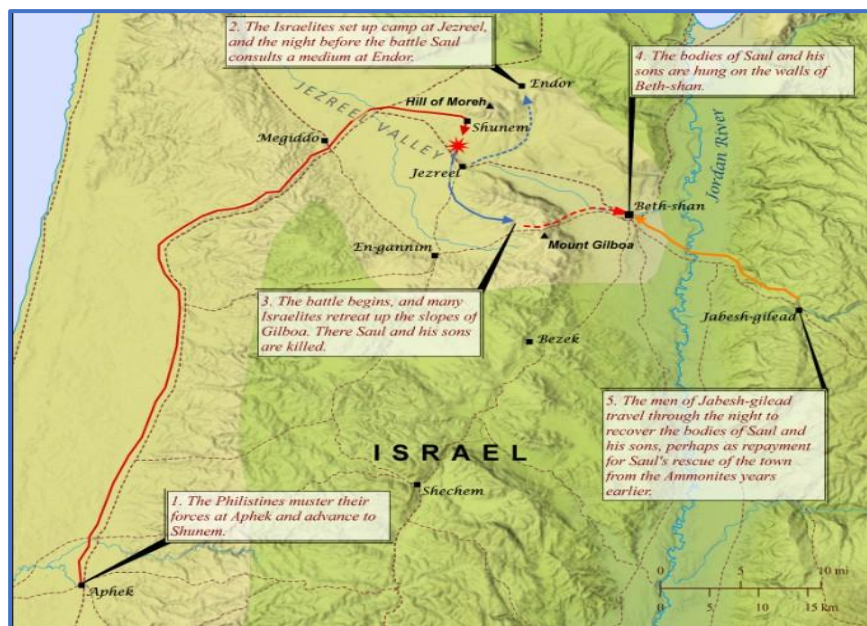 2. The Israelites set up camp at Jezreel,
and the night before the battle Saul
consults a medium at Endor.
4. The bodies of Saul and his
sons are hung on the walls of
Beth-shan.
Endor
Hill of Moreh
JEZREEL VALLEY
Shunem
Megiddo
Jezreel
Jordan River
Beth-shan
Mount Gilboa
En-gannim
3. The battle begins, and many
Israelites retreat up the slopes of
Gilboa. There Saul and his sons
are killed.
Jabesh-gilead
Bezek
5. The men of Jabesh-gilead
travel through the night to
recover the bodies of Saul and
his sons, perhaps as repayment
for Saul's rescue of the town
from the Ammonites years
earlier.
ISRAEL
Shechem
1. The Philistines muster their
forces at Aphek and advance to
Shunem.
Aphek
0 10 mi
0 5 10 15 km